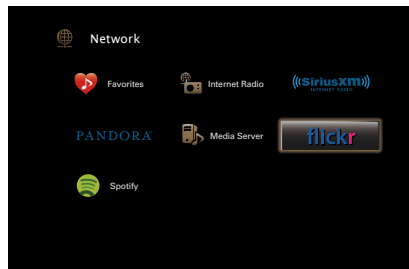 Network
Favorites Internet Radio ((SiriusXM))
INTERNET RADIO
PANDORA Media Server flickr
Spotify